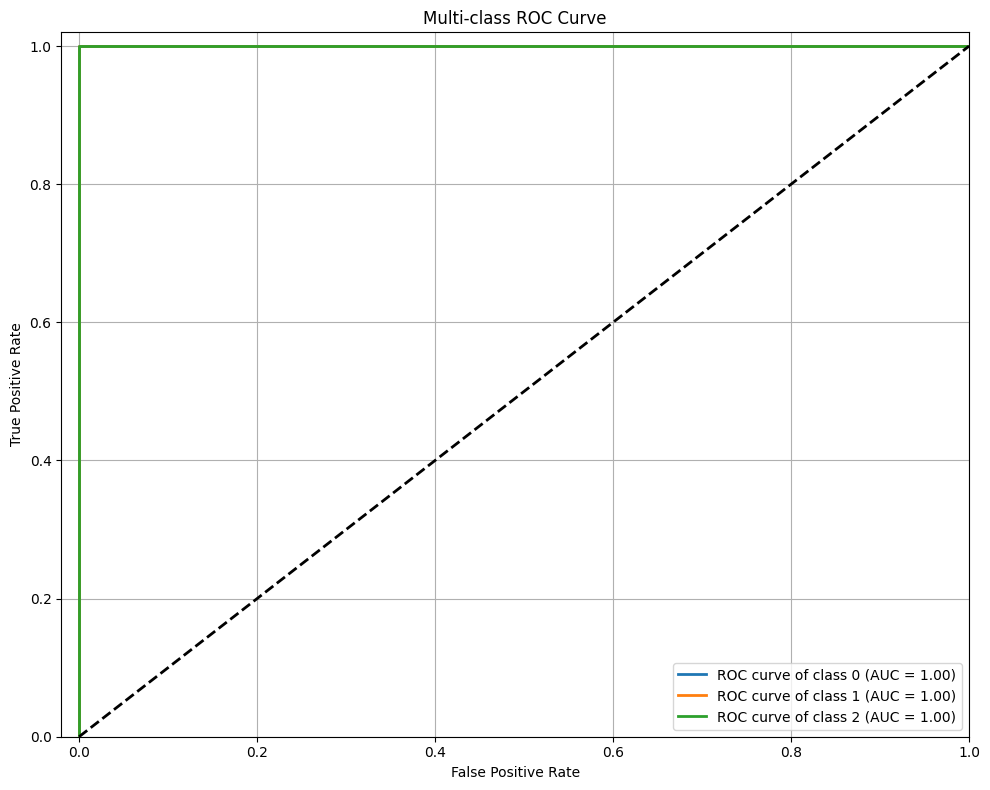 Multi-class ROC Curve
True Positive Rate
1.0
0.8
0.6
0.4
0.2
0.0
0.0 0.2 0.4 0.6 0.8 1.0
False Positive Rate
ROC curve of class 0 (AUC = 1.00)
ROC curve of class 1 (AUC = 1.00)
ROC curve of class 2 (AUC = 1.00)